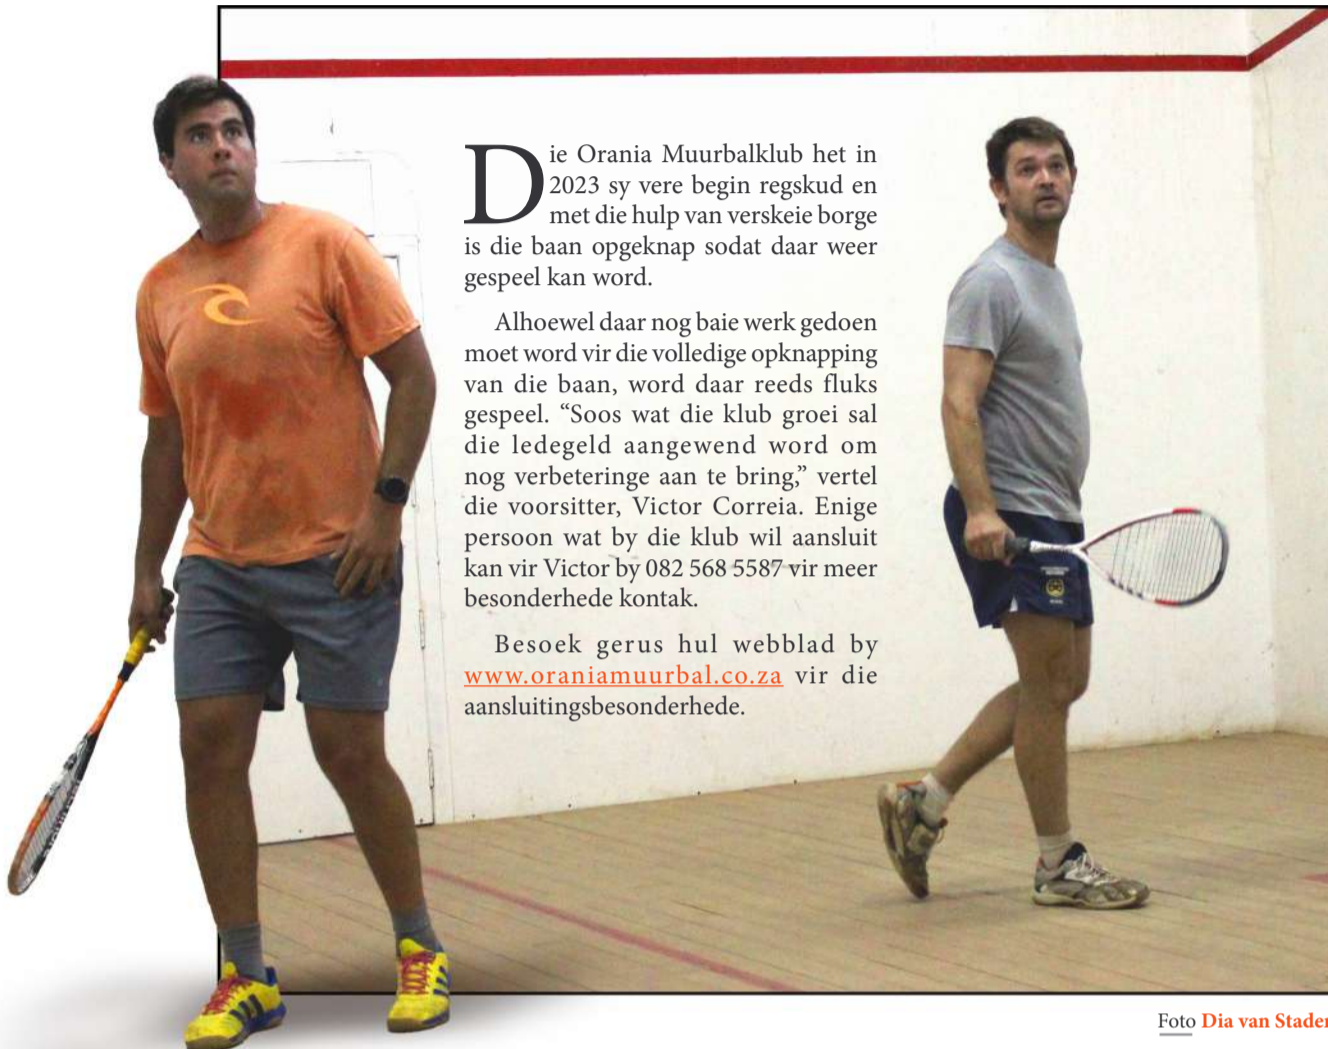 Die Orania Muurbalklub het in
2023 sy vere begin regskud en
met die hulp van verskeie borge
is die baan opgeknap sodat daar weer
gespeel kan word.
Alhoewel daar nog baie werk gedoen
moet word vir die volledige opknapping
van die baan, word daar reeds fluks
gespeel. “Soos wat die klub groei sal
die ledegeld aangewend word om
nog verbeteringe aan te bring,” vertel
die voorsitter, Victor Correia. Enige
persoon wat by die klub wil aansluit
kan vir Victor by 082 568 5587 vir meer
besonderhede kontak.
Besoek gerus hul webblad by
www.oraniamuurbal.co.za vir die
aansluitingsbesonderhede.
Foto Dia van Staden